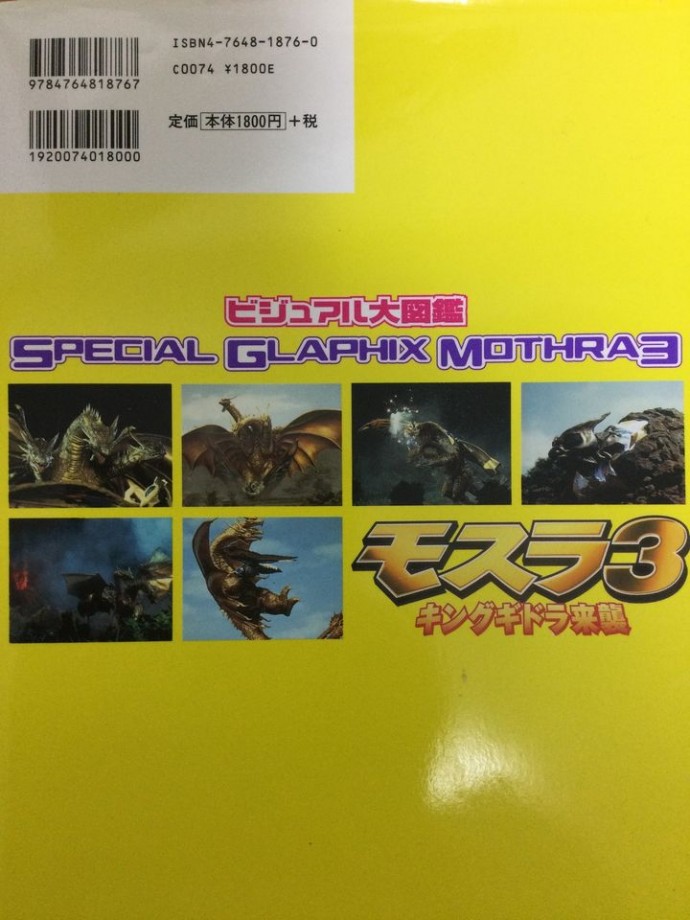 ISBN4-7648-1876-0
9784764818767
C0074 ¥1800E
定価 本体1800円 +税
1920074018000
ビジュアル大図鑑
SPECIAL GLAPHIX MOTHRA3
モスラ3
キングギドラ来襲